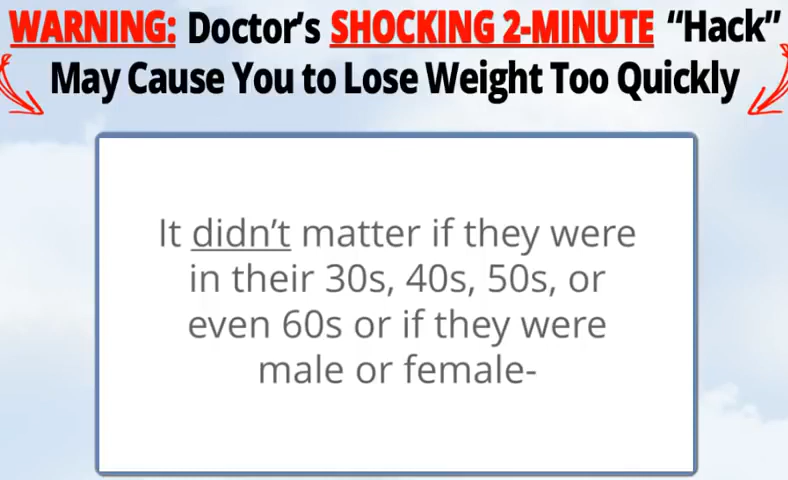 WARNING: Doctor's SHOCKING 2-MINUTE “Hack”
May Cause You to Lose Weight Too Quickly
It didn't matter if they were
in their 30s, 40s, 50s, or
even 60s or if they were
male or female-